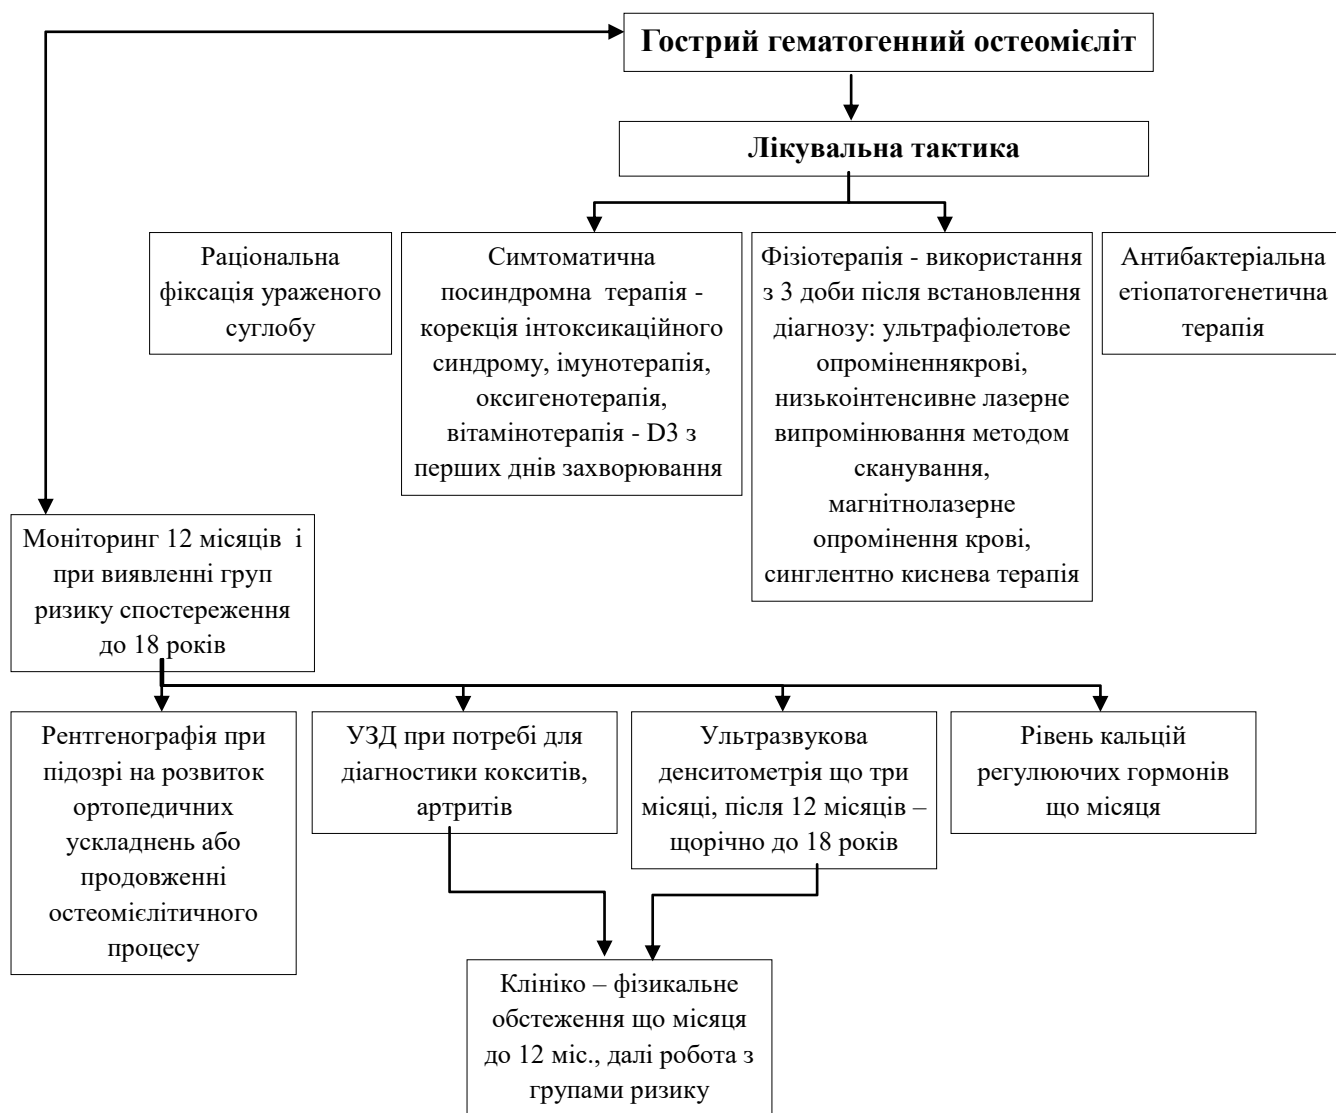 Гострий гематогенний остеомієліт
Лікувальна тактика
Раціональна
фіксація ураженого
суглобу
Симтоматична
посиндромна терапія -
корекція інтоксикаційного
синдрому, імунотерапія,
оксигенотерапія,
вітамінотерапія - D3 з
перших днів захворювання
Фізіотерапія - використання
з 3 доби після встановлення
діагнозу: ультрафіолетове
опроміненнякрові,
низькоінтенсивне лазерне
випромінювання методом
сканування,
магнітнолазерне
опромінення крові,
синглентно киснева терапія
Антибактеріальна
етіопатогенетична
терапія
Моніторинг 12 місяців і
при виявленні груп
ризику спостереження
до 18 років
Рентгенографія при
підозрі на розвиток
ортопедичних
ускладнень або
продовженні
остеомієлітичного
процесу
УЗД при потребі для
діагностики кокситів,
артритів
Ультразвукова
денситометрія що три
місяці, після 12 місяців –
щорічно до 18 років
Рівень кальцій
регулюючих гормонів
що місяця
Клініко – фізикальне
обстеження що місяця
до 12 міс., далі робота з
групами ризику